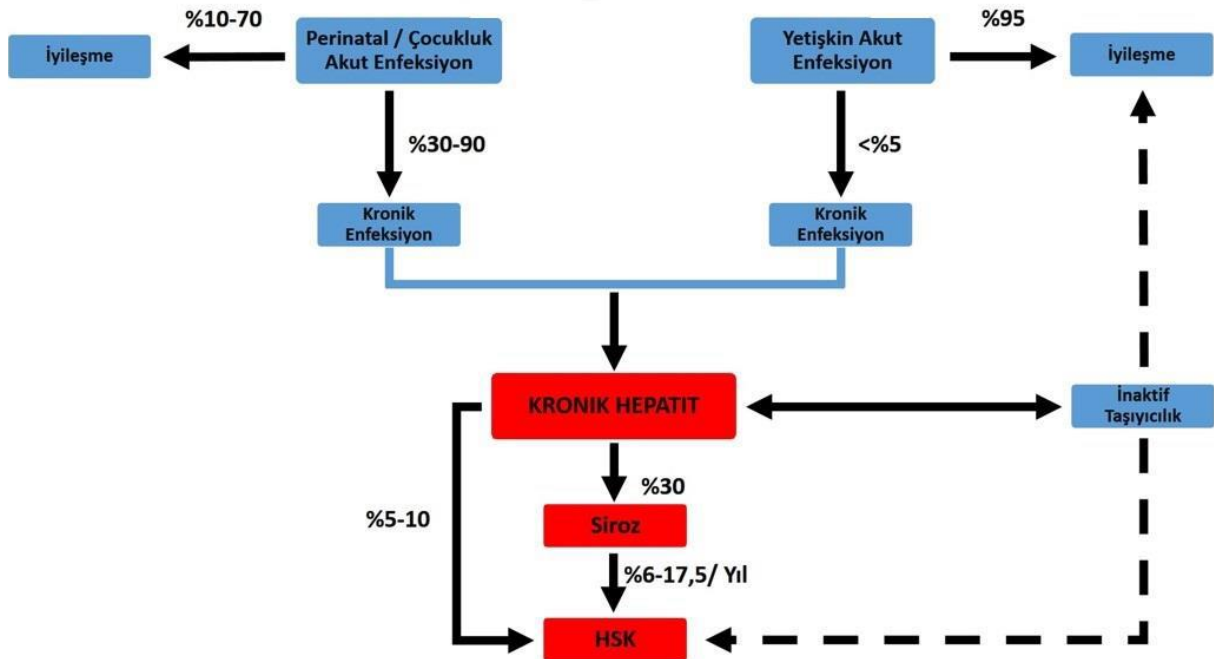 %10-70
İyileşme
Perinatal / Çocukluk
Akut Enfeksiyon
Yetişkin Akut
Enfeksiyon
%95
İyileşme
%30-90
<%5
Kronik
Enfeksiyon
Kronik
Enfeksiyon
KRONIK HEPATIT
İnaktif
Taşıyıcılık
%30
%5-10
Siroz
%6-17,5/ Yıl
HSK